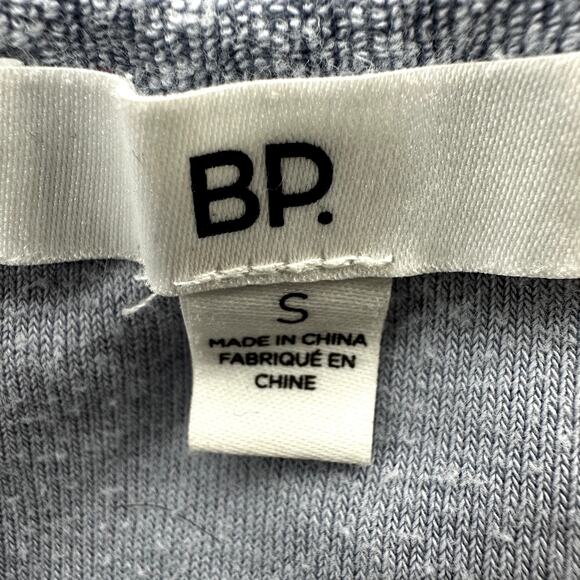 BP.
S
MADE IN CHINA
FABRIQUÉ EN
CHINE